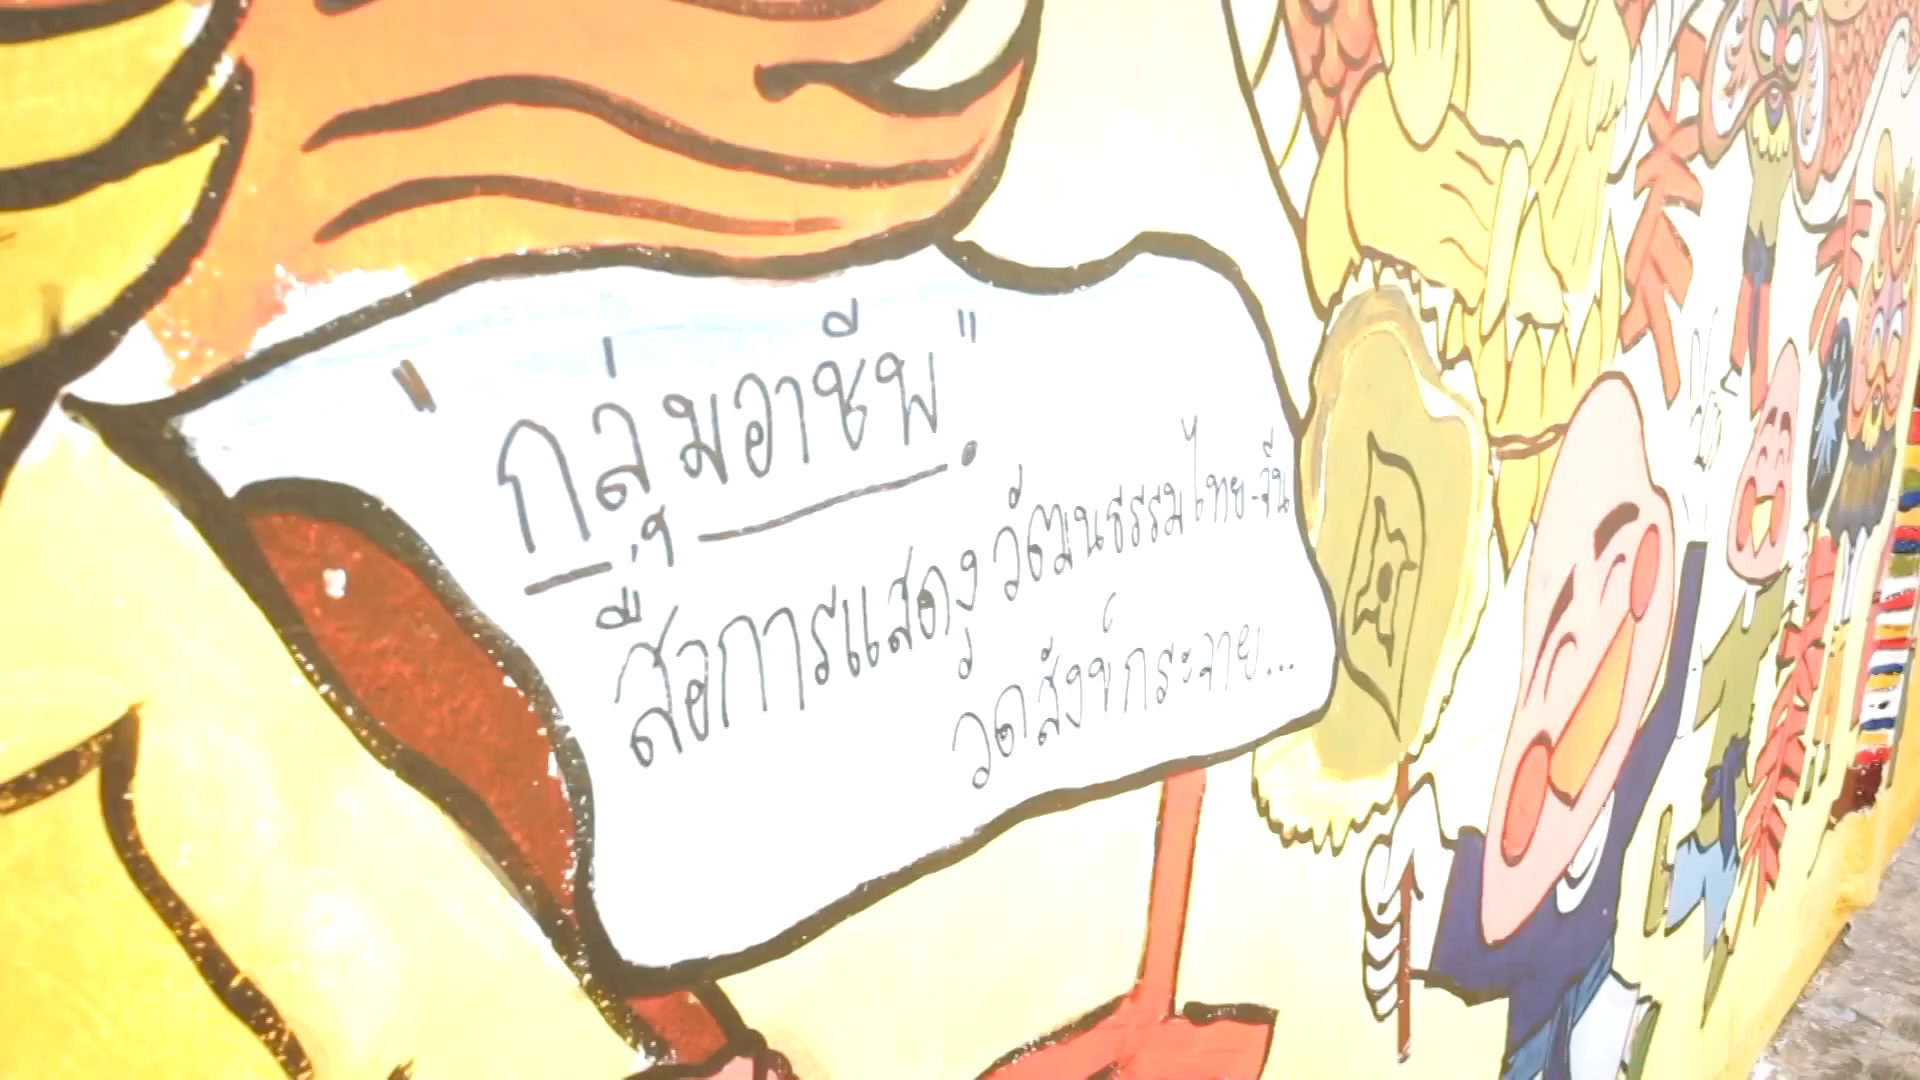 "กลุ่มอาชีพ"
สื่อการแสดง วัฒนธรรมไทย-จีน
วัดสังข์กระจาย...